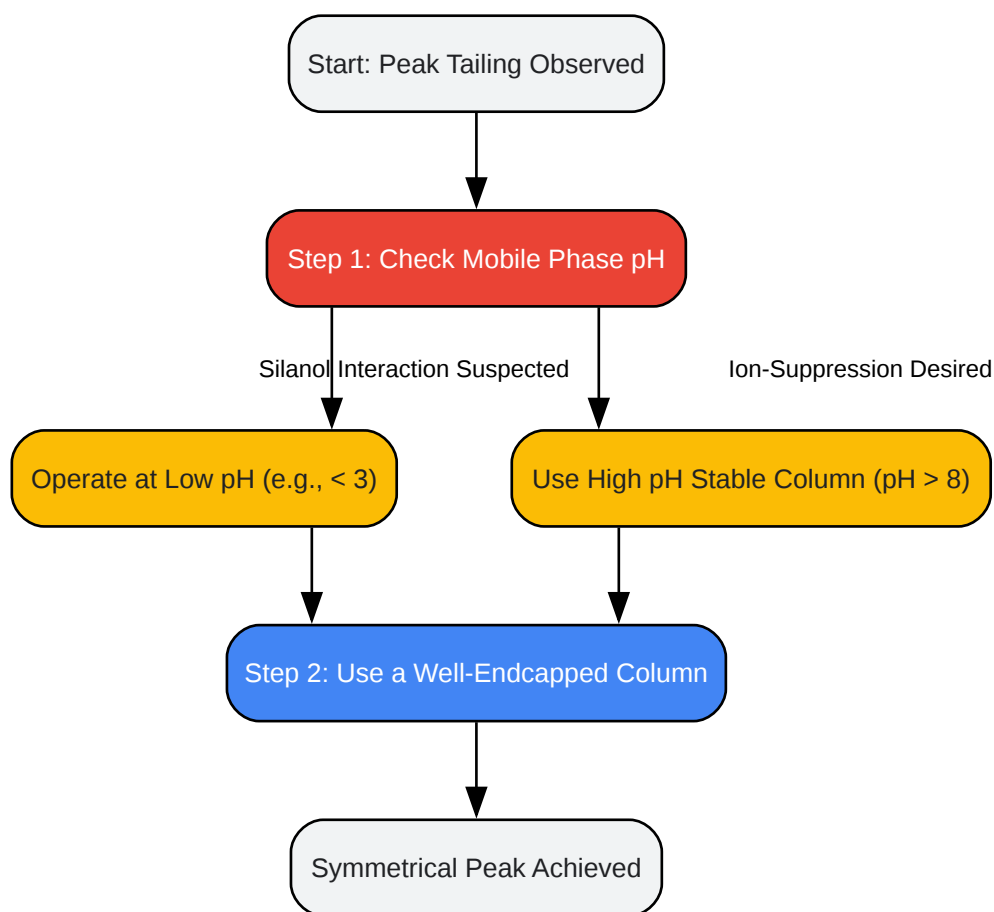 Start: Peak Tailing Observed
Step 1: Check Mobile Phase pH
Silanol Interaction Suspected
Ion-Suppression Desired
Operate at Low pH (e.g., < 3)
Use High pH Stable Column (pH > 8)
Step 2: Use a Well-Endcapped Column
Symmetrical Peak Achieved